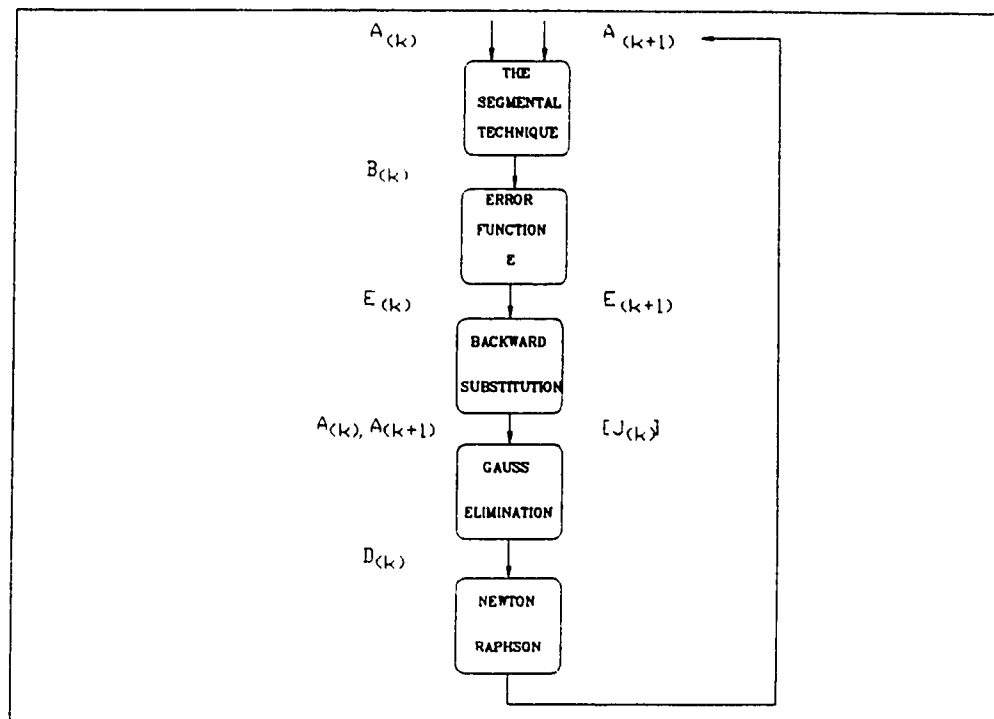 A(k) A(k+1)
THE
SEGMENTAL
TECHNIQUE
B(k)
ERROR
FUNCTION
E
E(k) E(k+1)
BACKWARD
SUBSTITUTION
A(k), A(k+1) [J(k)]
GAUSS
ELIMINATION
D(k)
NEWTON
RAPHSON